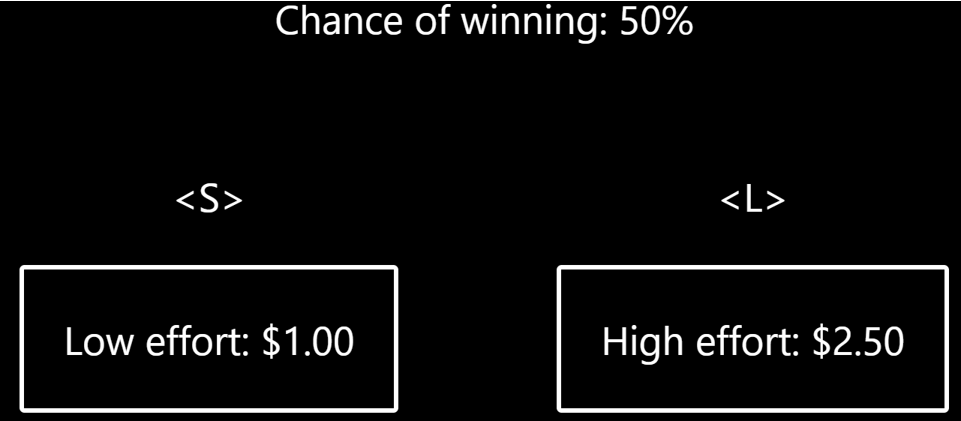 Chance of winning: 50%
<S>
<L>
Low effort: $1.00
High effort: $2.50